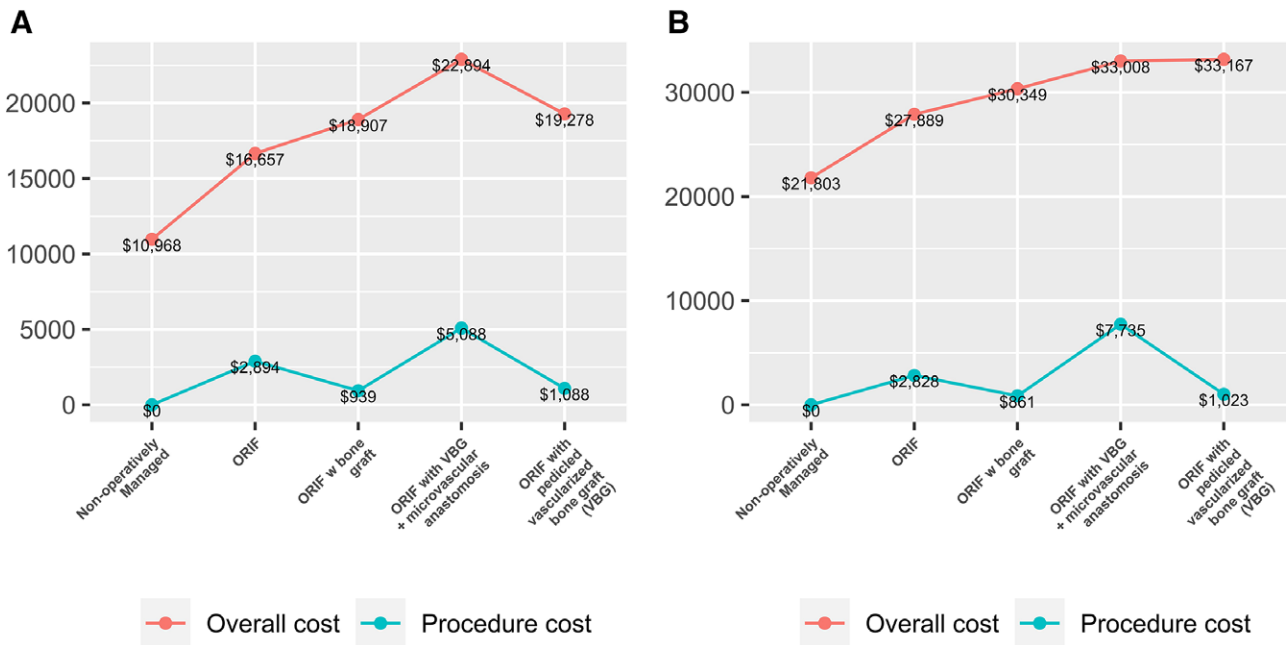 A
20000
15000
10000
5000
0
$10,968
$16,657
$18,907
$22,894
$19,278
$0
$2,894
$939
$5,088
$1,088
Non-operatively
Managed
ORIF
ORIF w bone
graft
ORIF with VBG
+ microvascular
anastomosis
ORIF with
pedicled
vascularized
bone graft
(VBG)
Overall cost
Procedure cost
B
30000
20000
10000
0
$21,803
$27,889
$30,349
$33,008
$33,167
$0
$2,828
$861
$7,735
$1,023
Non-operatively
Managed
ORIF
ORIF w bone
graft
ORIF with VBG
+ microvascular
anastomosis
ORIF with
pedicled
vascularized
bone graft
(VBG)
Overall cost
Procedure cost